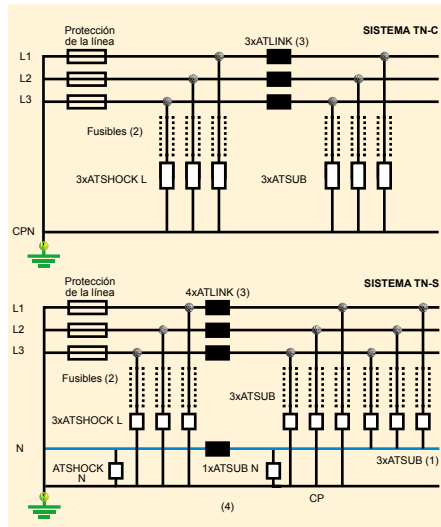 SISTEMA TN-C
Protección
de la línea
3xATLINK (3)
L1
L2
L3
Fusibles (2)
3xATSHOCK L
3xATSUB
CPN
SISTEMA TN-S
Protección
de la línea
4xATLINK (3)
L1
L2
L3
Fusibles (2)
3xATSUB
3xATSHOCK L
N
3xATSUB (1)
ATSHOCK
N
1xATSUB N
CP
(4)